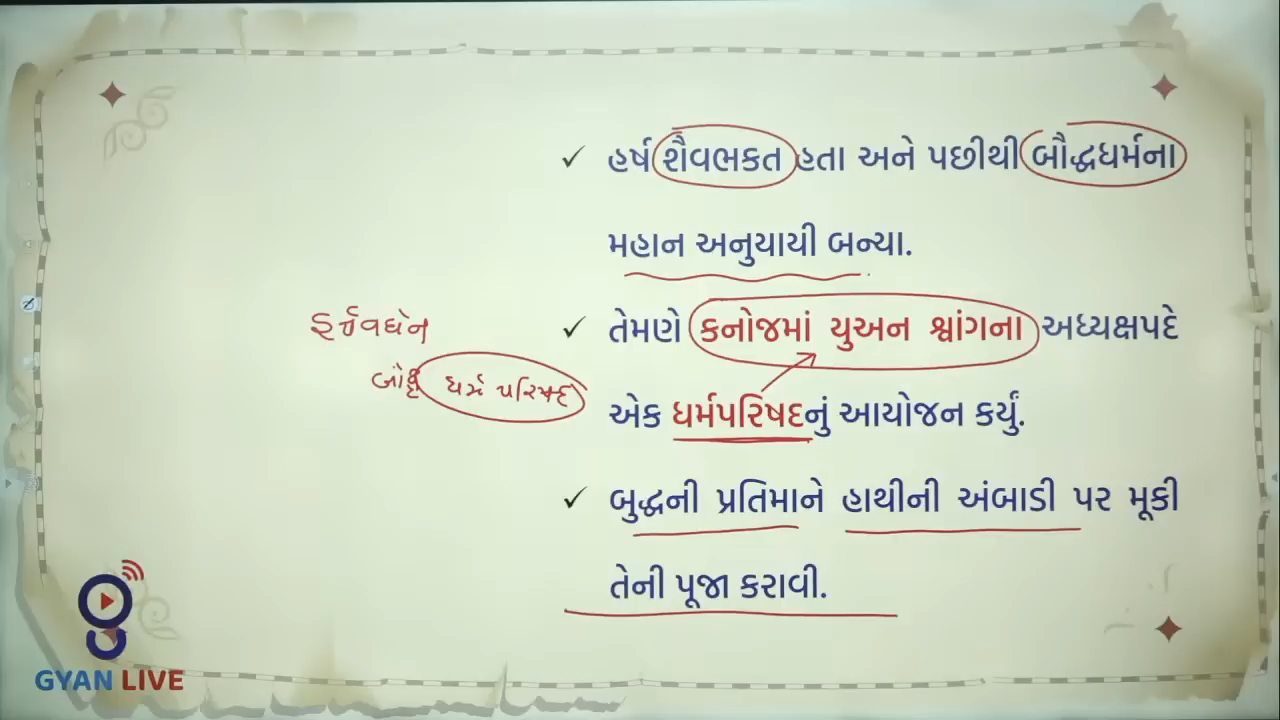 હર્ષ શૈવભકત હતા અને પછીથી બૌદ્ધધર્મના
મહાન અનુયાયી બન્યા.
તેમણે કનોજમાં યુઅન શ્વાંગના અધ્યક્ષપદે
એક ધર્મપરિષદનું આયોજન કર્યું.
બુદ્ધની પ્રતિમાને હાથીની અંબાડી પર મૂકી
તેની પૂજા કરાવી.
હર્ષવર્ધન
બૌદ્ધ ધર્મ પરિષદ
GYAN LIVE